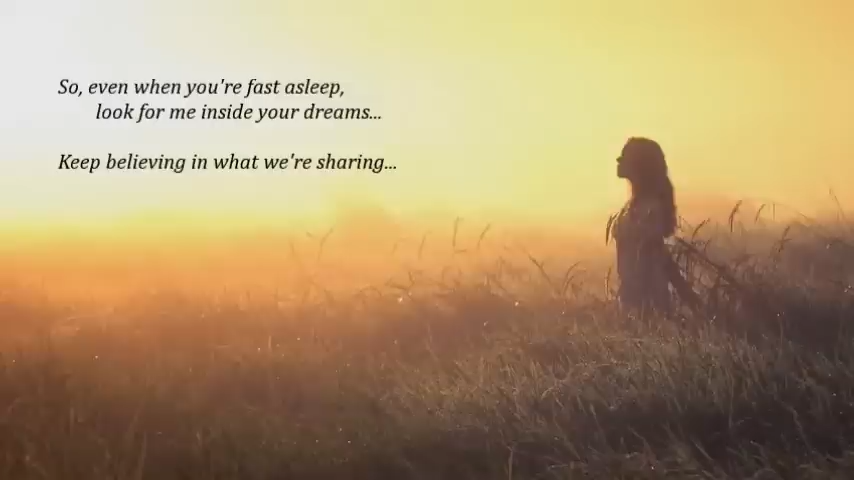 So, even when you're fast asleep,
look for me inside your dreams...
Keep believing in what we're sharing...